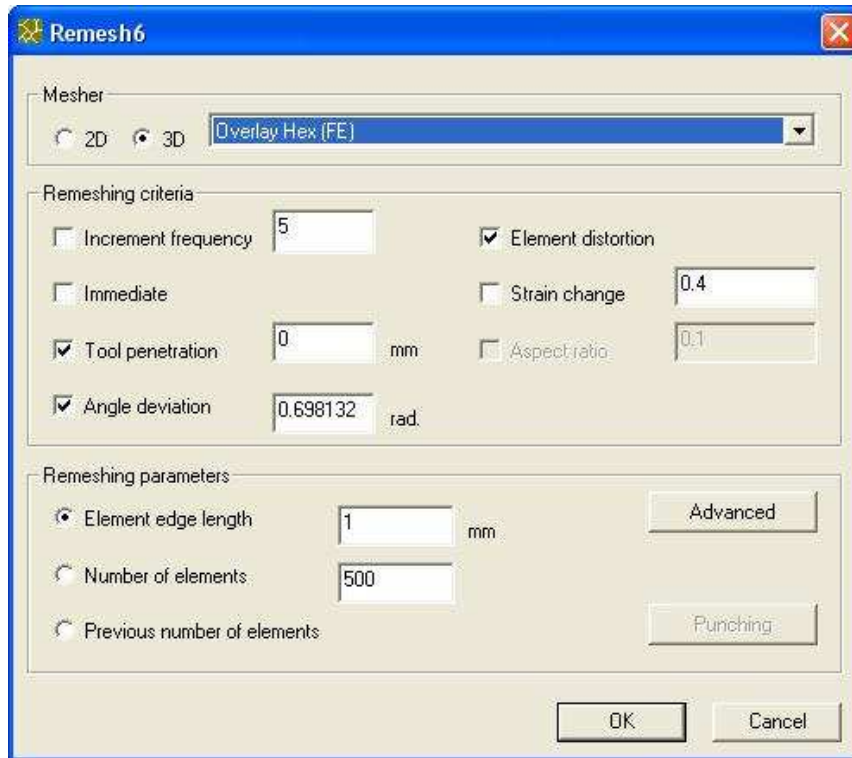 Remesh6
Mesher
2D 3D Overlay Hex (FE)
Remeshing criteria
Increment frequency 5 Element distortion
Immediate Strain change 0.4
Tool penetration 0 mm Aspect ratio 0.1
Angle deviation 0.698132 rad.
Remeshing parameters
Element edge length 1 mm Advanced
Number of elements 500
Previous number of elements Punching
OK Cancel